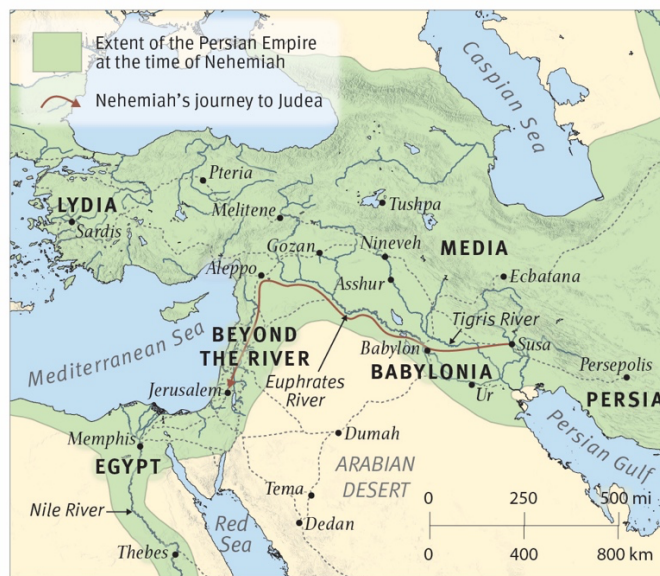 Extent of the Persian Empire
at the time of Nehemiah
Nehemiah's journey to Judea
Caspian Sea
Pteria
LYDIA
Sardis
Melitene
Tushpa
Gozan
Nineveh
MEDIA
Aleppo
Asshur
Ecbatana
Mediterranean Sea
BEYOND
THE RIVER
Tigris River
Babylon
Susa
BABYLONIA
Euphrates
River
Jerusalem
Ur
Persepolis
PERSIA
Persian Gulf
Memphis
EGYPT
Dumah
ARABIAN
DESERT
Nile River
Tema
Dedan
Red
Sea
Thebes
0 250 500 mi
0 400 800 km